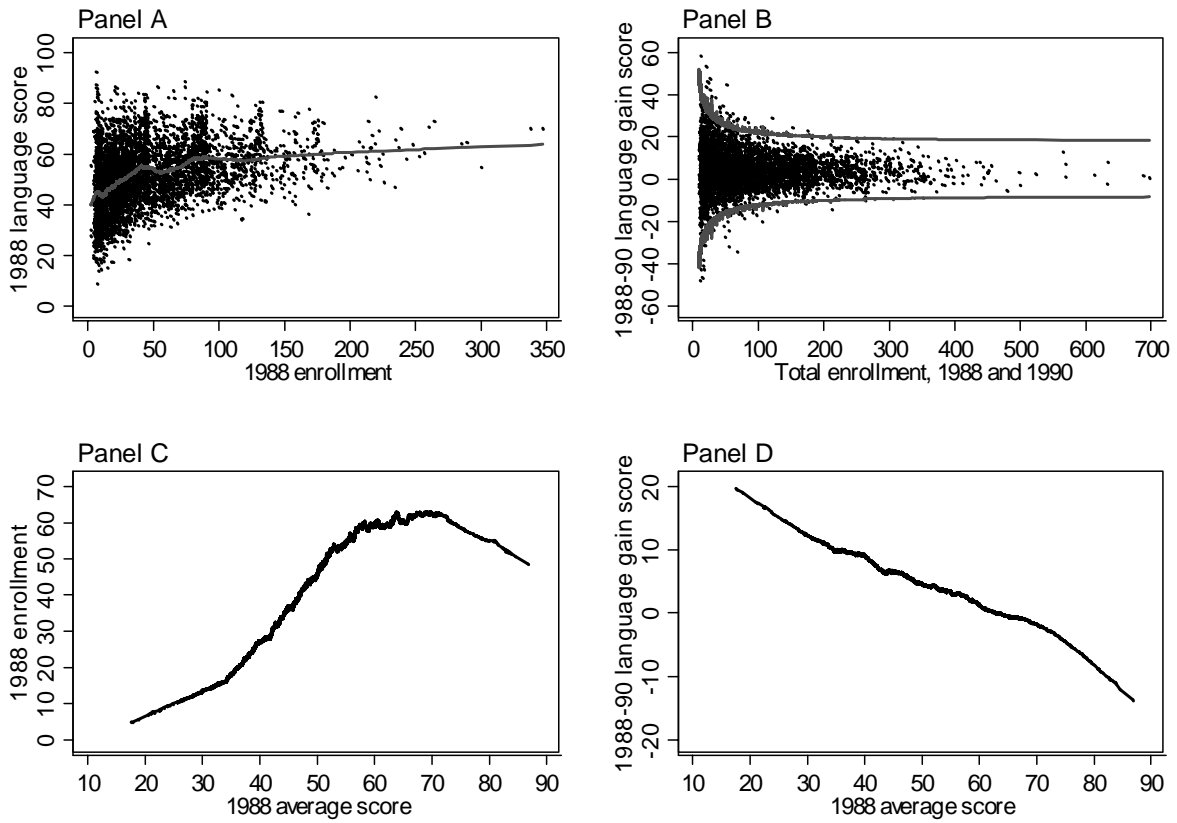 Panel A
1988 language score
0 20 40 60 80 100
0 50 100 150 200 250 300 350
1988 enrollment
Panel B
1988-90 language gain score
-60 -40 -20 0 20 40 60
0 100 200 300 400 500 600 700
Total enrollment, 1988 and 1990
Panel C
1988 enrollment
0 10 20 30 40 50 60 70
10 20 30 40 50 60 70 80 90
1988 average score
Panel D
1988-90 language gain score
-20 -10 0 10 20
10 20 30 40 50 60 70 80 90
1988 average score